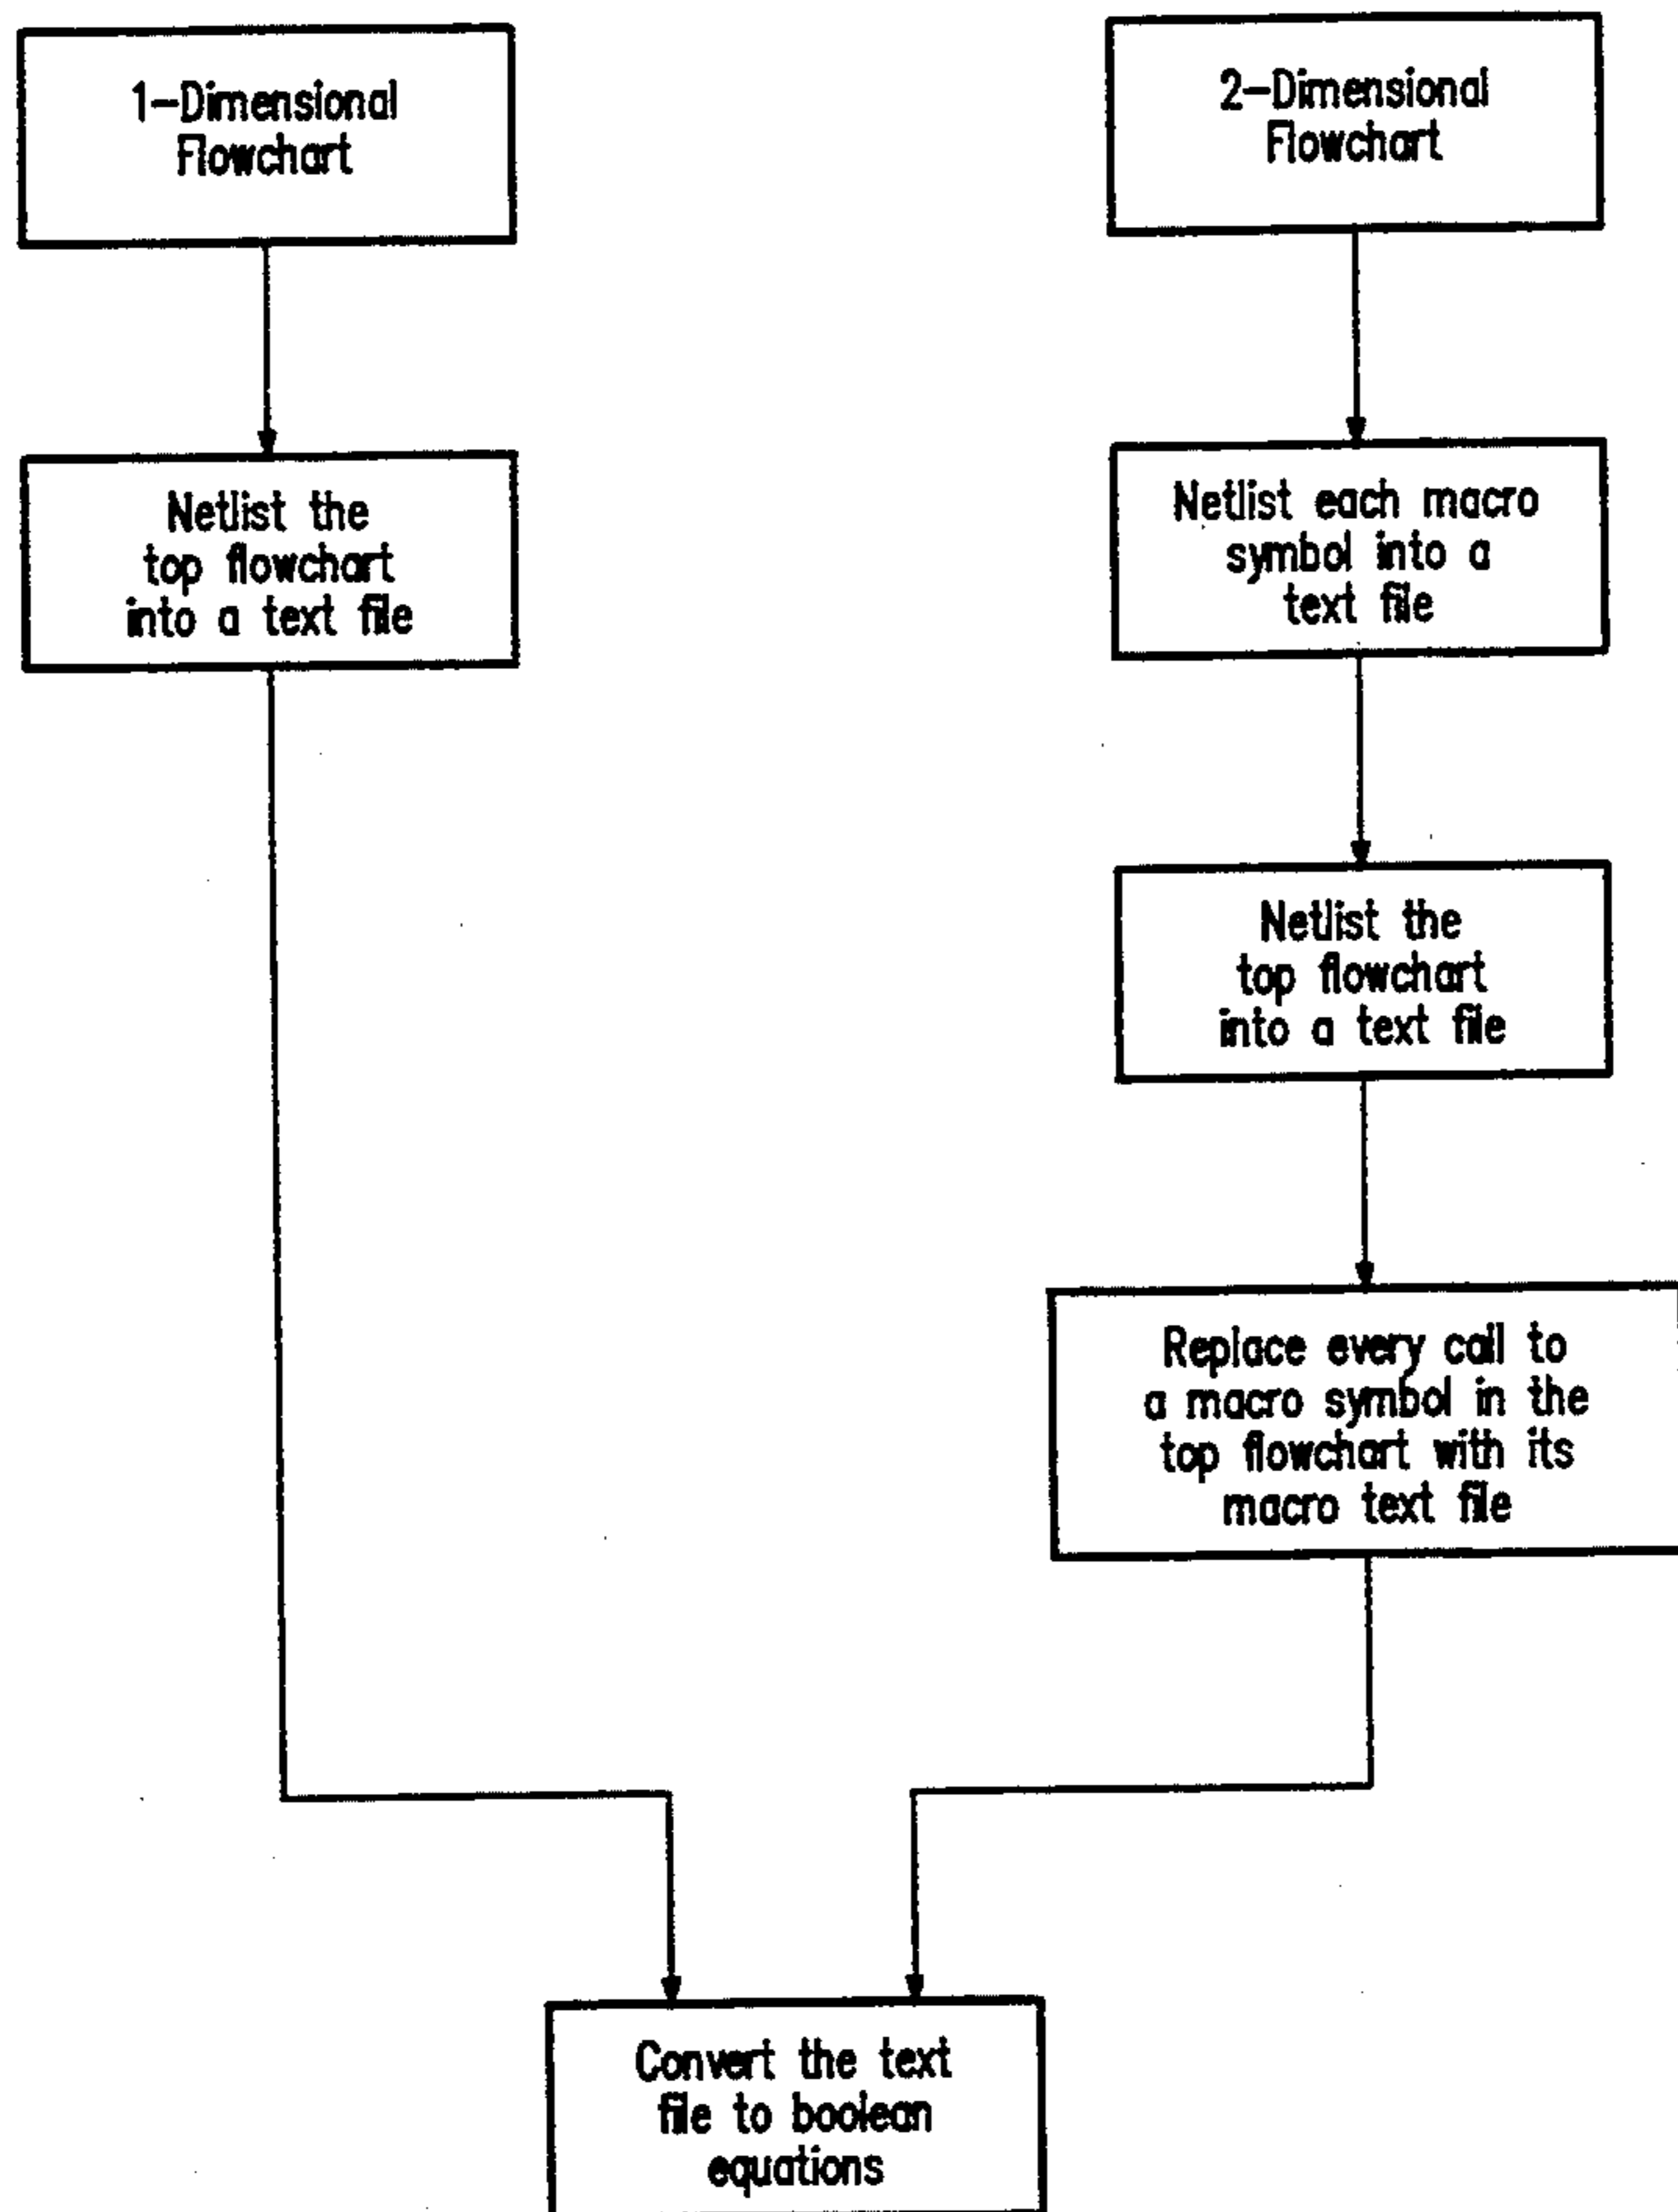 1-Dimensional
Flowchart
Netlist the
top flowchart
into a text file
2-Dimensional
Flowchart
Netlist each macro
symbol into a
text file
Netlist the
top flowchart
into a text file
Replace every call to
a macro symbol in the
top flowchart with its
macro text file
Convert the text
file to boolean
equations